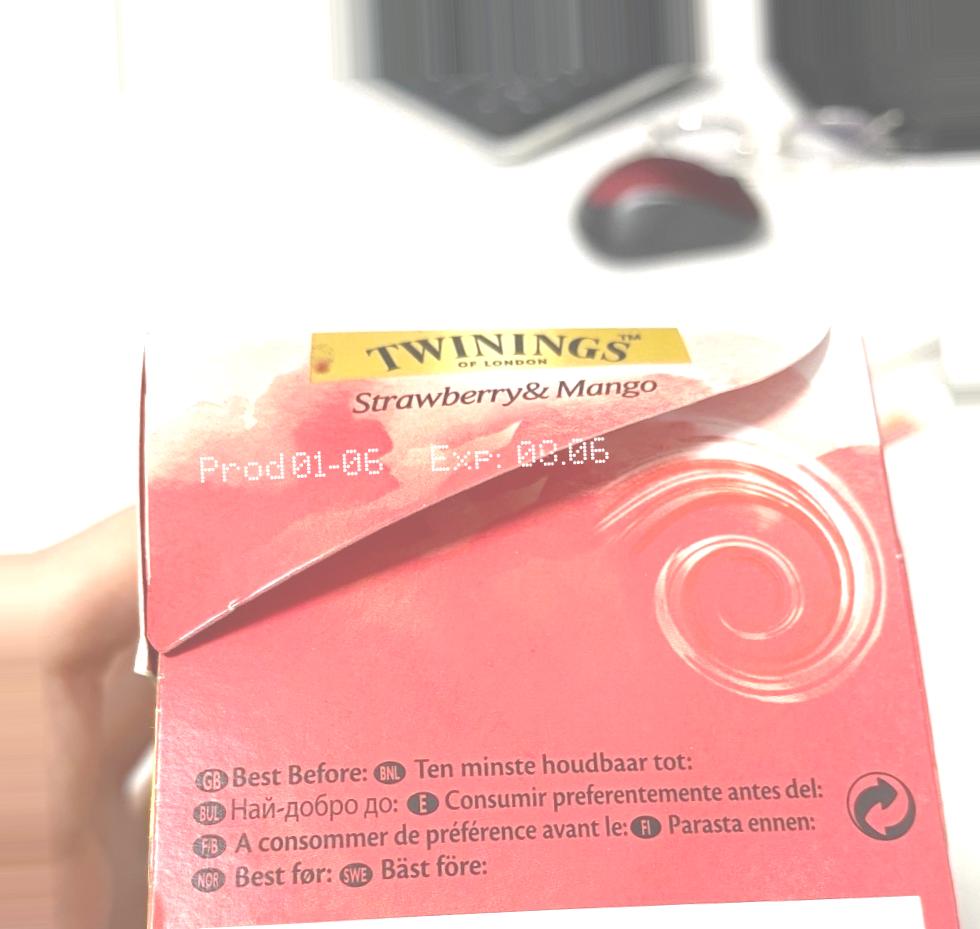 TWININGS™
OF LONDON
Strawberry& Mango
Prod 01-06 Exp: 08.06
GB Best Before: BNL Ten minste houdbaar tot:
BUL Най-добро до: E Consumir preferentemente antes del:
F/B A consommer de préférence avant le: FI Parasta ennen:
NOR Best før: SWE Bäst före: